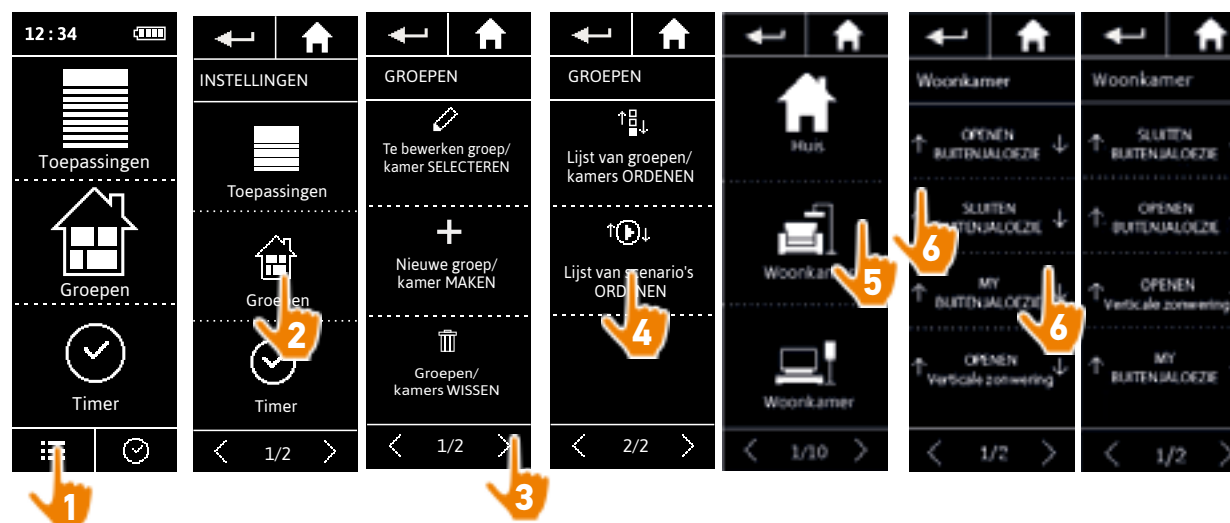 12:34
Toepassingen
Groepen
Timer
1
INSTELLINGEN
Toepassingen
Groepen
2
Timer
1/2
GROEPEN
Te bewerken groep/
kamer SELECTEREN
Nieuwe groep/
kamer MAKEN
Groepen/
kamers WISSEN
1/2
3
GROEPEN
Lijst van groepen/
kamers ORDENEN
Lijst van scenario's
ORDENEN
4
2/2
Huis
Woonkamer
5
Woonkamer
1/10
Woonkamer
OPENEN
BUITENJALOEZIE
SLUITEN
BUITENJALOEZIE
6
MY
BUITENJALOEZIE
6
OPENEN
Verticale zonwering
1/2
Woonkamer
SLUITEN
BUITENJALOEZIE
OPENEN
BUITENJALOEZIE
OPENEN
Verticale zonwering
MY
BUITENJALOEZIE
1/2